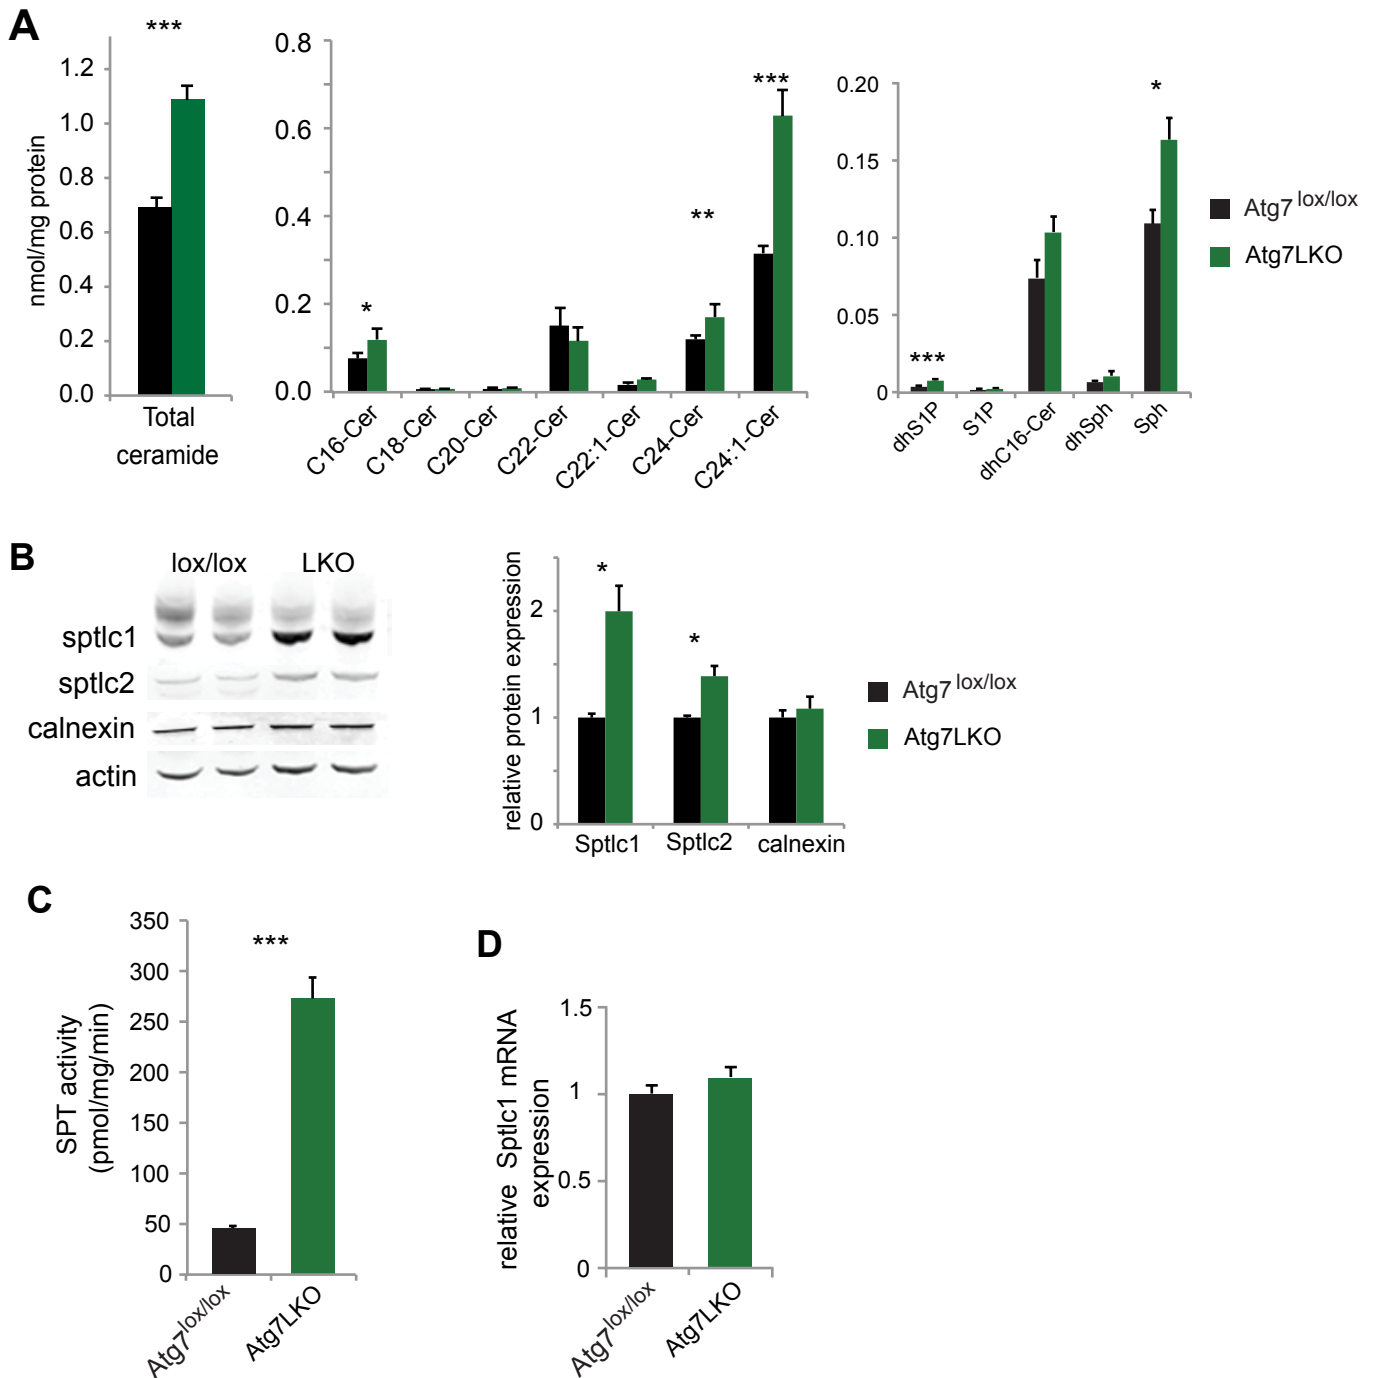 A
***
nmol/mg protein
1.2
1.0
0.8
0.6
0.4
0.2
0.0
Total
ceramide
0.8
0.6
0.4
0.2
0.0
*
**
***
C16-Cer
C18-Cer
C20-Cer
C22-Cer
C22:1-Cer
C24-Cer
C24:1-Cer
0.20
0.15
0.10
0.05
0
***
*
dhS1P
S1P
dhC16-Cer
dhSph
Sph
Atg7 lox/lox
Atg7LKO
B
lox/lox LKO
sptlc1
sptlc2
calnexin
actin
relative protein expression
2
1
0
*
*
Sptlc1
Sptlc2
calnexin
Atg7 lox/lox
Atg7LKO
C
SPT activity
(pmol/mg/min)
350
300
250
200
150
100
50
0
***
Atg7lox/lox
Atg7LKO
D
relative Sptlc1 mRNA
expression
1.5
1
0.5
0
Atg7lox/lox
Atg7LKO